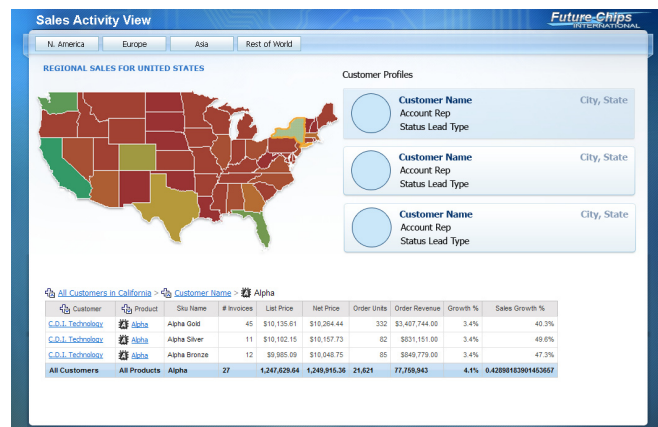 Sales Activity View
Future Chips
INTERNATIONAL
N. America Europe Asia Rest of World
REGIONAL SALES FOR UNITED STATES
Customer Profiles
Customer Name City, State
Account Rep
Status Lead Type
Customer Name City, State
Account Rep
Status Lead Type
Customer Name City, State
Account Rep
Status Lead Type
All Customers in California > Customer Name > Alpha
Customer Product Sku Name # Invoices List Price Net Price Order Units Order Revenue Growth % Sales Growth %
C.D.I. Technology Alpha Alpha Gold 45 $10,135.61 $10,264.44 332 $3,407,744.00 3.4% 40.3%
C.D.I. Technology Alpha Alpha Silver 11 $10,102.15 $10,157.73 82 $831,151.00 3.4% 49.6%
C.D.I. Technology Alpha Alpha Bronze 12 $9,985.09 $10,048.75 85 $849,779.00 3.4% 47.3%
All Customers All Products Alpha 27 1,247,629.64 1,249,915.36 21,621 77,759,943 4.1% 0.42898183901453657